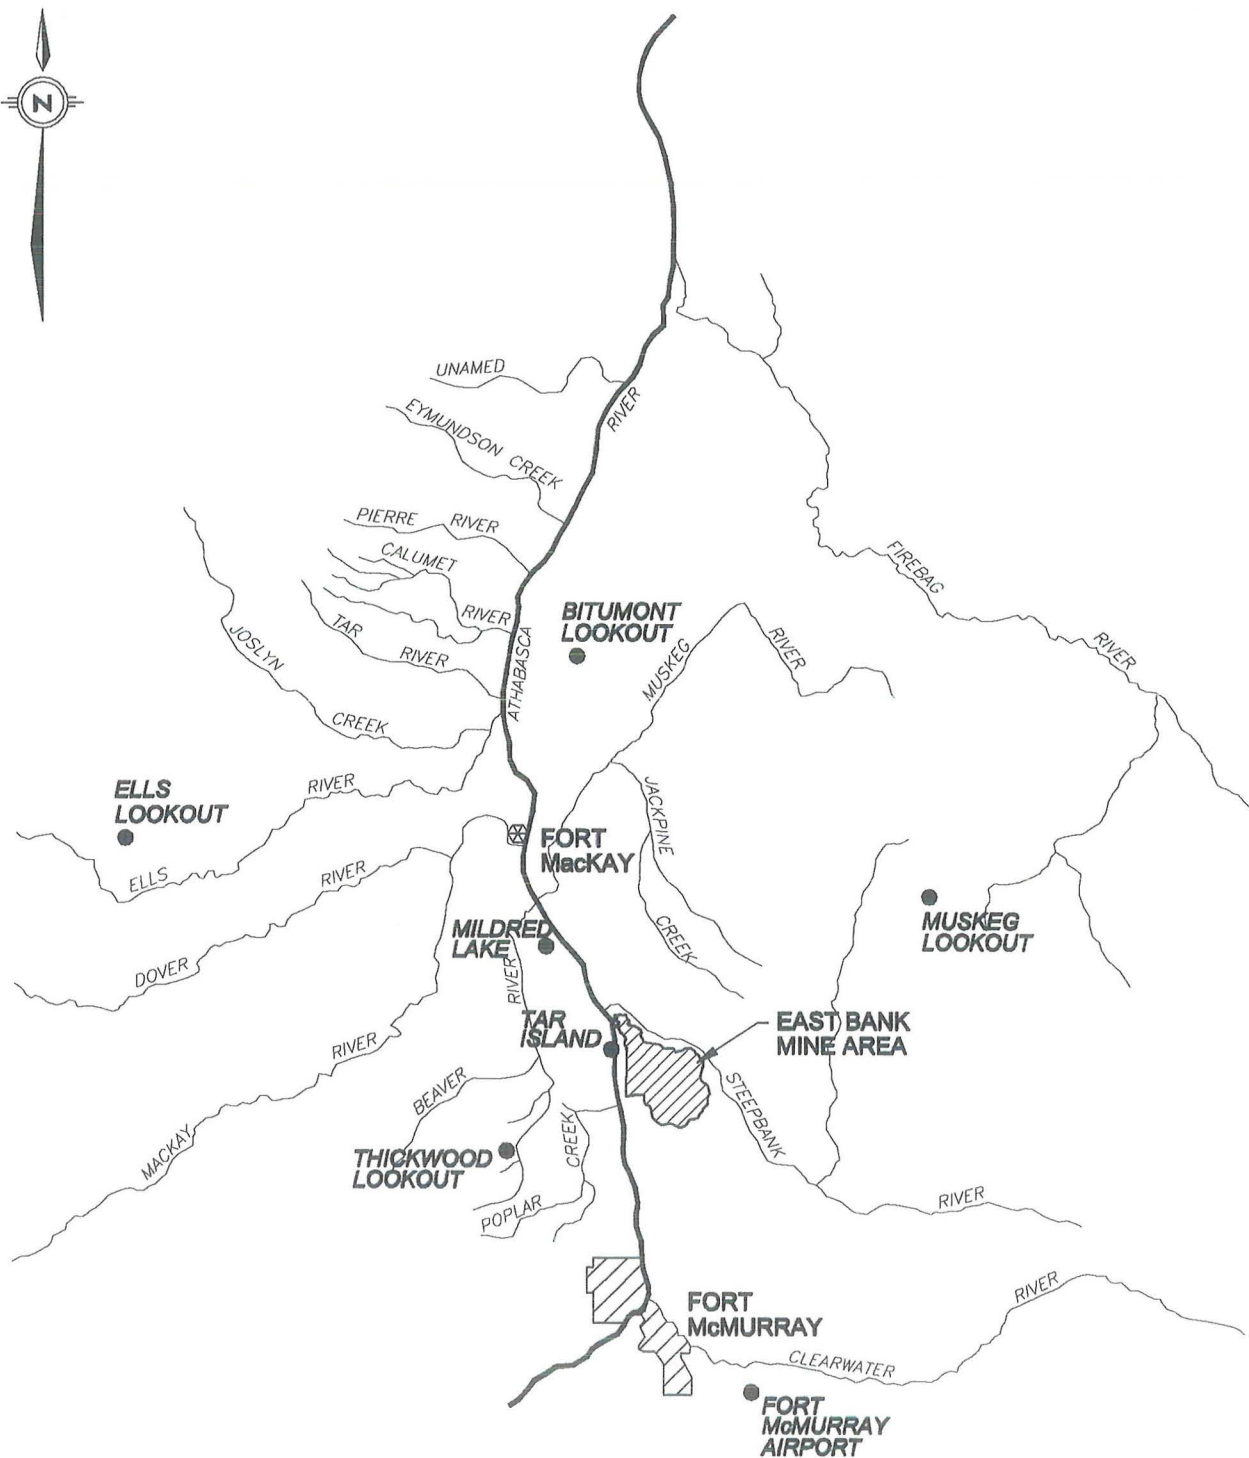 N
UNAMED
RIVER
EYMUNDSON CREEK
PIERRE RIVER
CALUMET
RIVER
FIREBAG
RIVER
BITUMONT
LOOKOUT
TAR
RIVER
JOSLYN
CREEK
ATHABASCA
MUSKEG
RIVER
ELLS
LOOKOUT
RIVER
ELLS
JACKPINE
CREEK
FORT
MacKAY
RIVER
DOVER
MUSKEG
LOOKOUT
MILDRED
LAKE
RIVER
TAR
ISLAND
EAST BANK
MINE AREA
RIVER
MACKAY
BEAVER
STEEPBANK
RIVER
THICKWOOD
LOOKOUT
CREEK
POPLAR
FORT
McMURRAY
RIVER
CLEARWATER
FORT
McMURRAY
AIRPORT